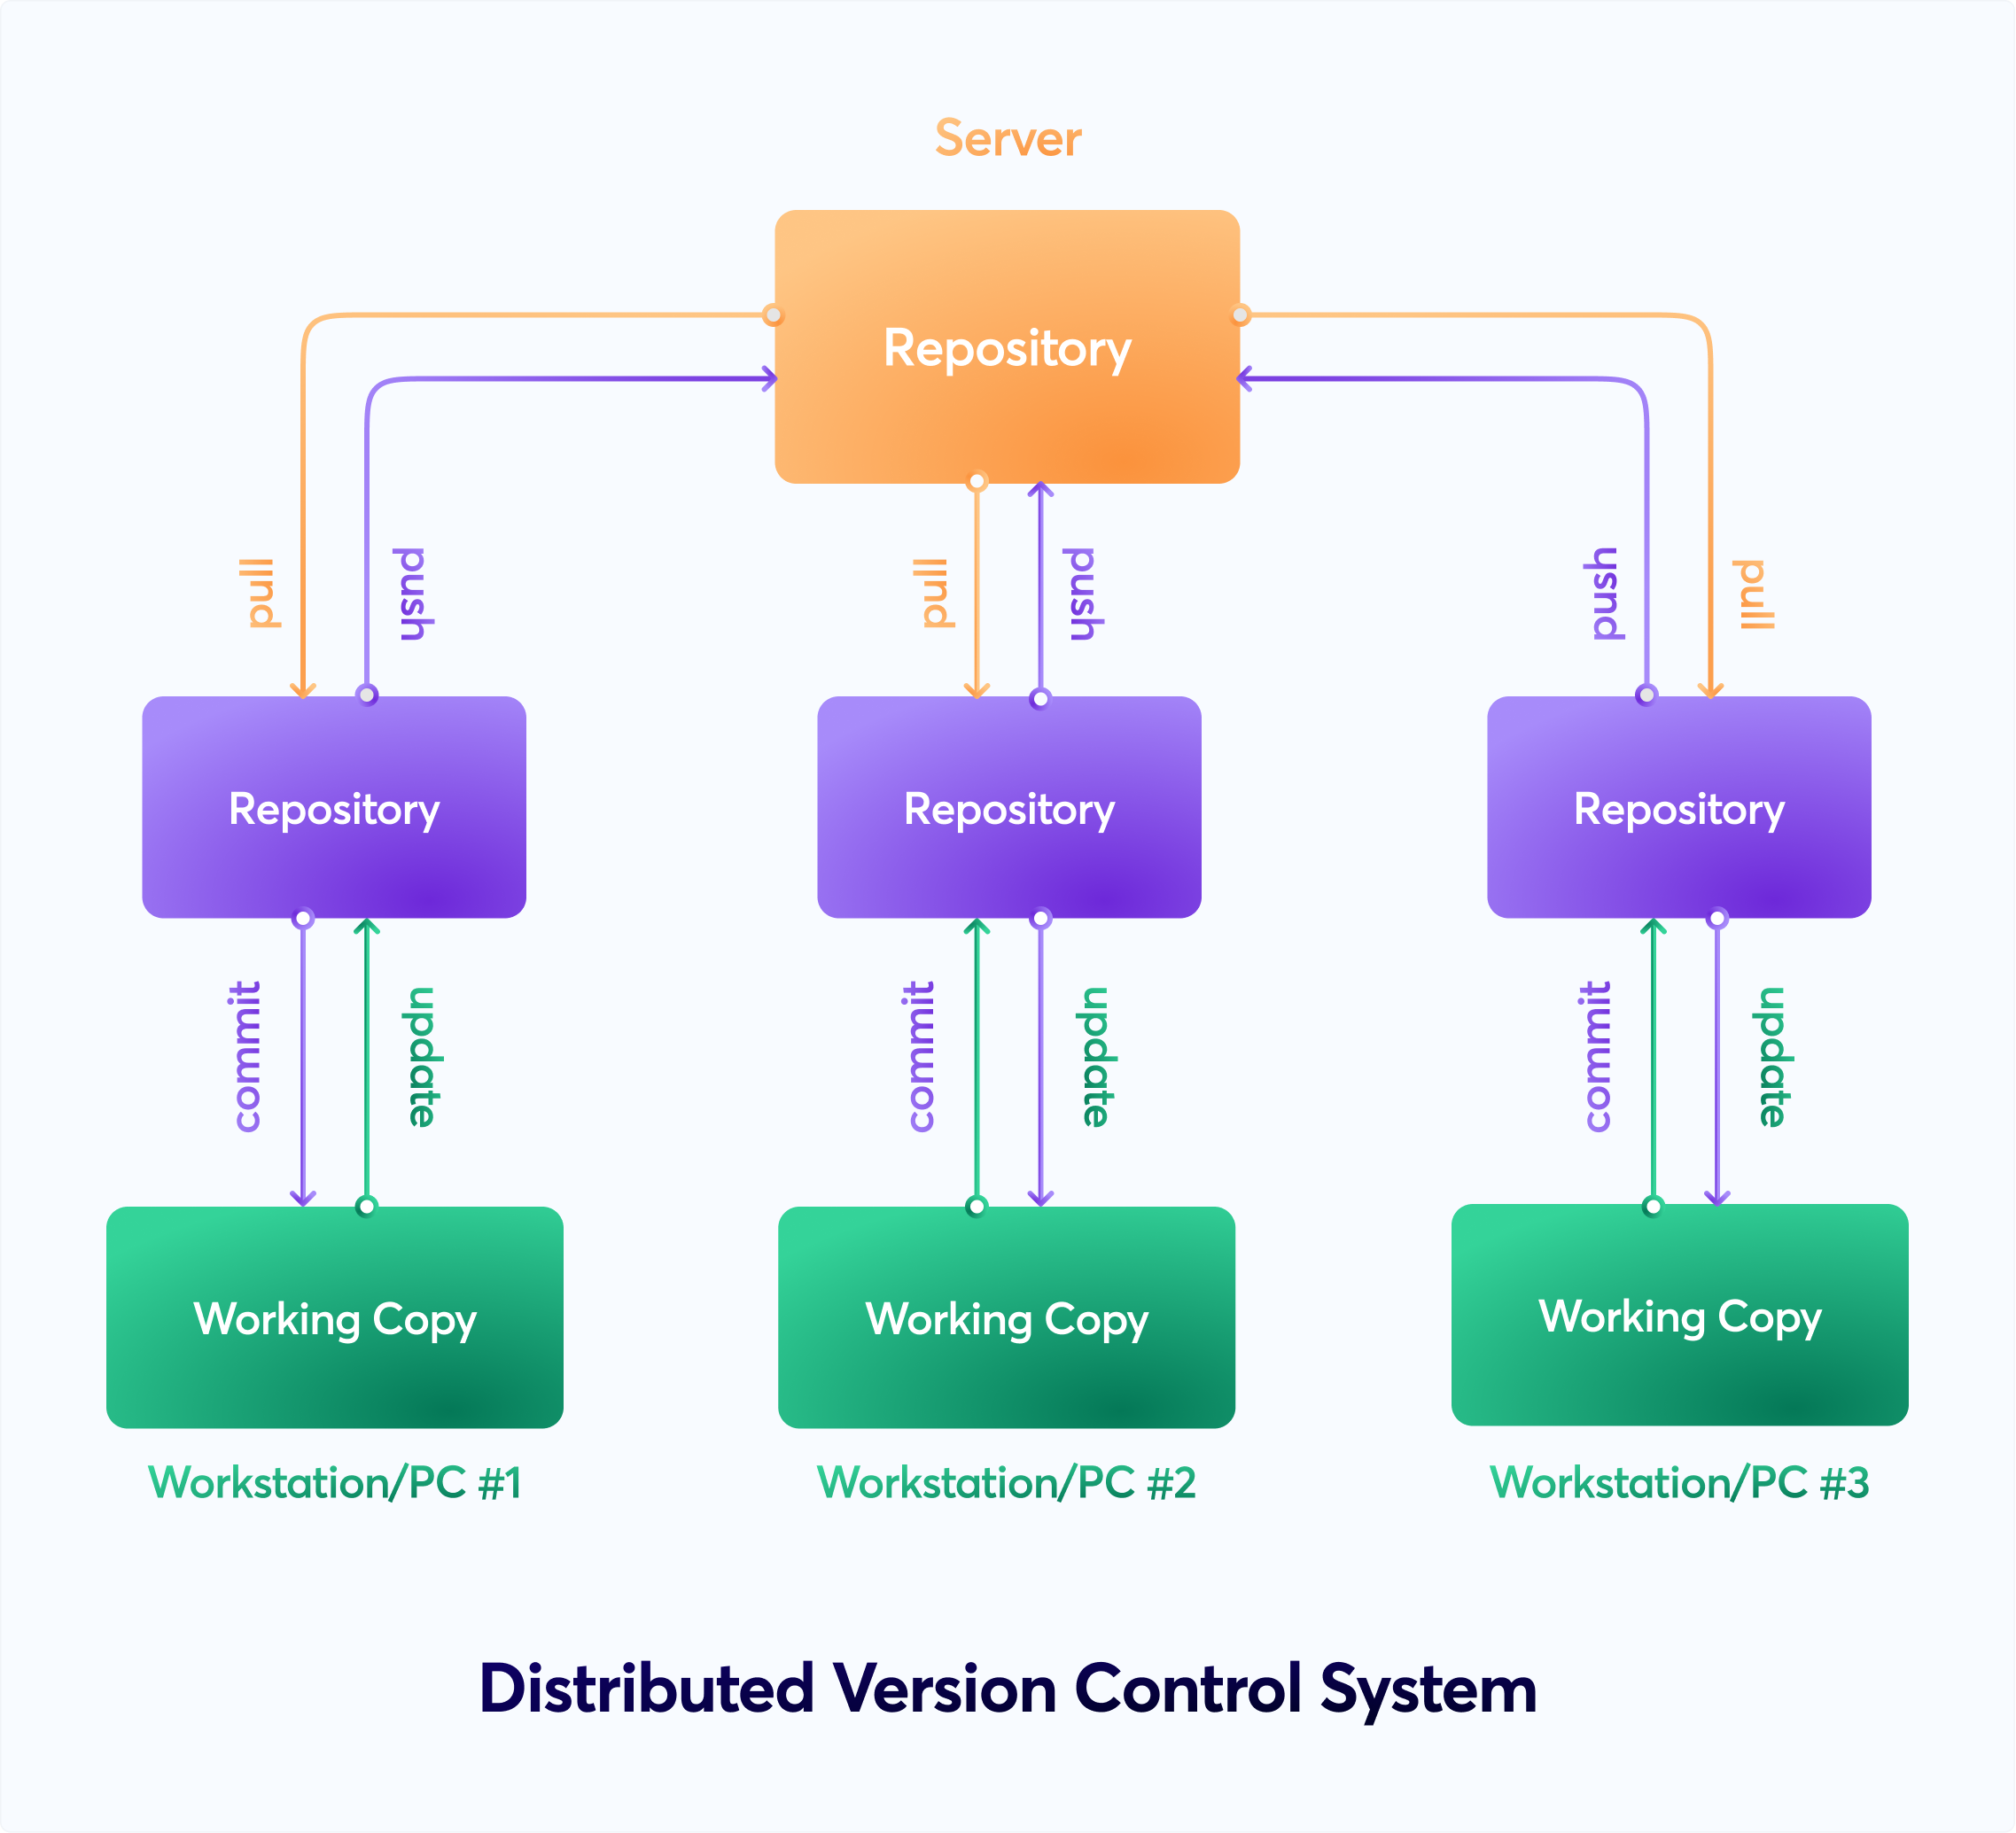 Server
Repository
pull
push
pull
push
push
pull
Repository
Repository
Repository
commit
update
commit
update
commit
update
Working Copy
Working Copy
Working Copy
Workstation/PC #1
Workstation/PC #2
Workstation/PC #3
Distributed Version Control System